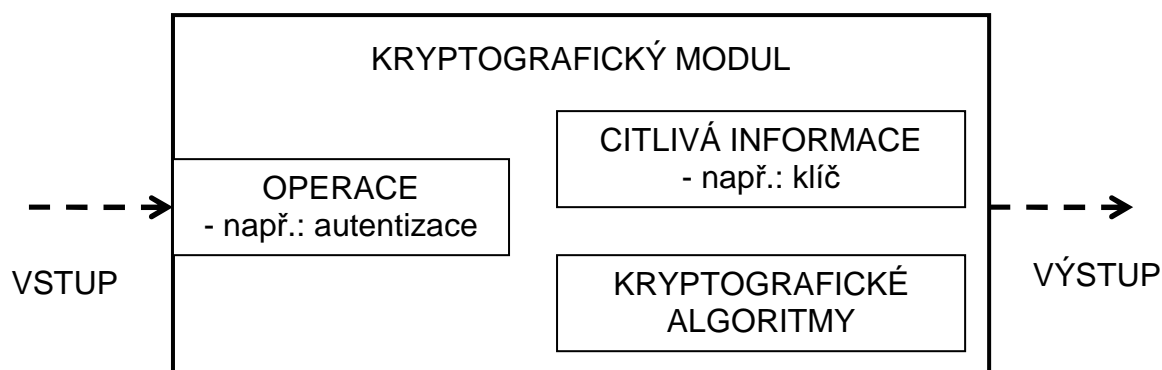 KRYPTOGRAFICKÝ MODUL
CITLIVÁ INFORMACE
- např.: klíč
OPERACE
- např.: autentizace
VSTUP
VÝSTUP
KRYPTOGRAFICKÉ
ALGORITMY